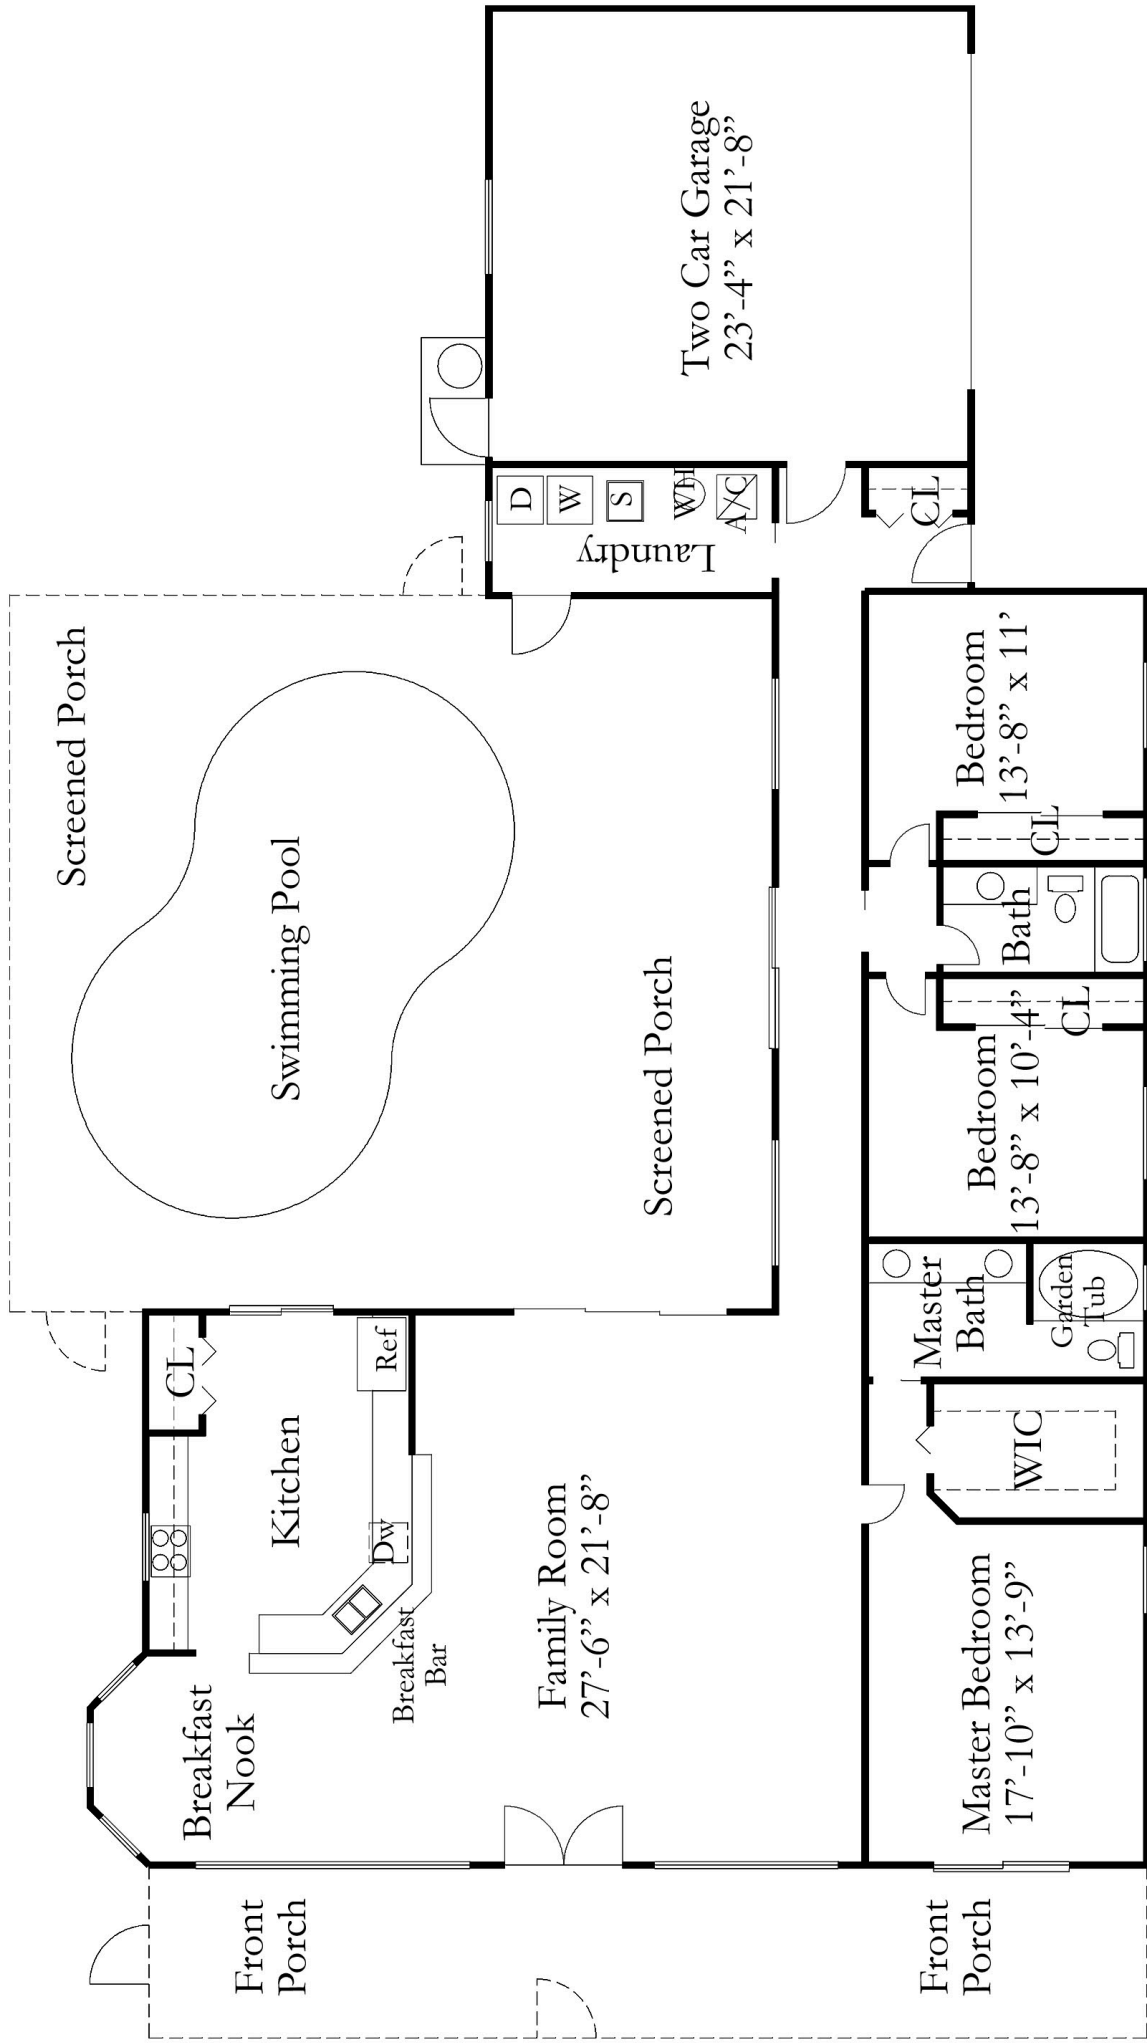 Screened Porch
Swimming Pool
Screened Porch
Two Car Garage
23'-4" x 21'-8"
D
W
S
WH
A/C
Laundry
CL
CL
Kitchen
Ref
Dw
Breakfast
Bar
Breakfast
Nook
Family Room
27'-6" x 21'-8"
Bedroom
13'-8" x 11'
CL
Bath
CL
Bedroom
13'-8" x 10'-4"
Master
Bath
Garden
Tub
WIC
Master Bedroom
17'-10" x 13'-9"
Front
Porch
Front
Porch